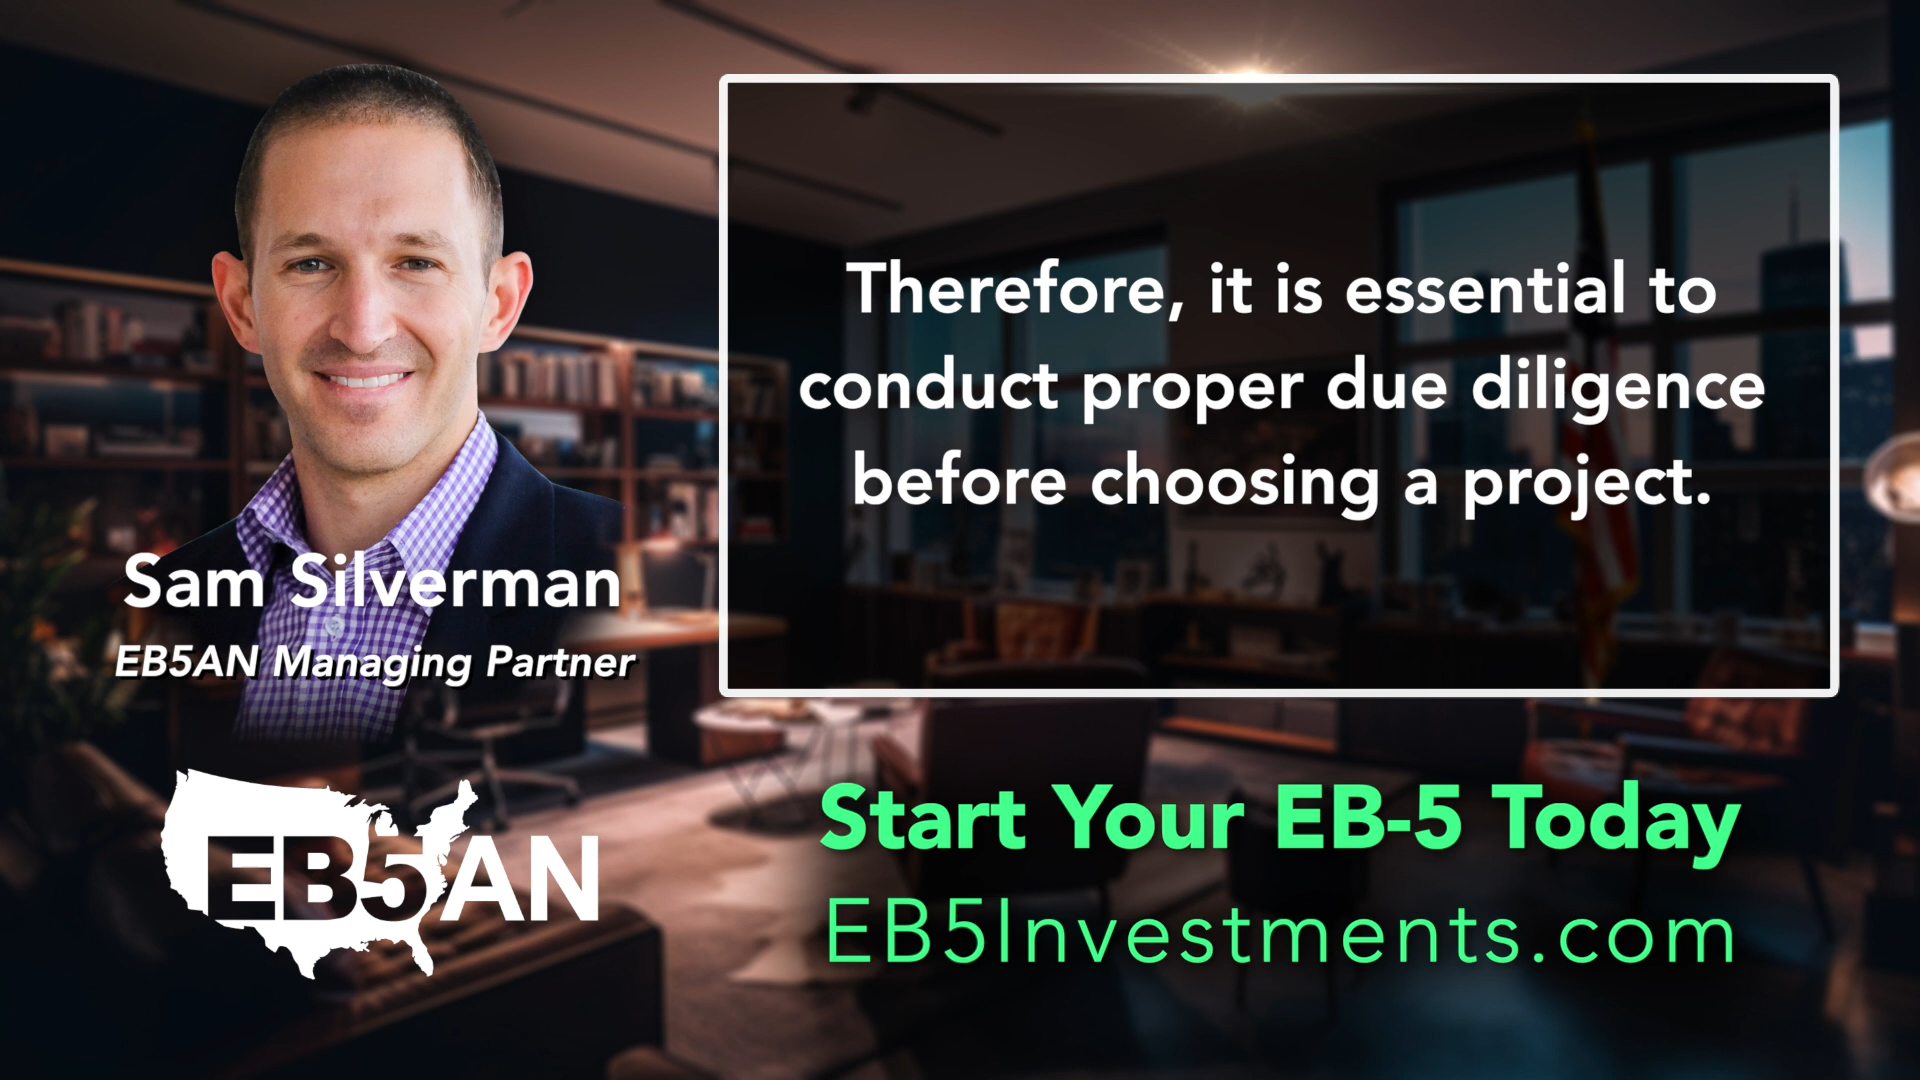 Therefore, it is essential to
conduct proper due diligence
before choosing a project.
Sam Silverman
EB5AN Managing Partner
EB5AN
Start Your EB-5 Today
EB5Investments.com